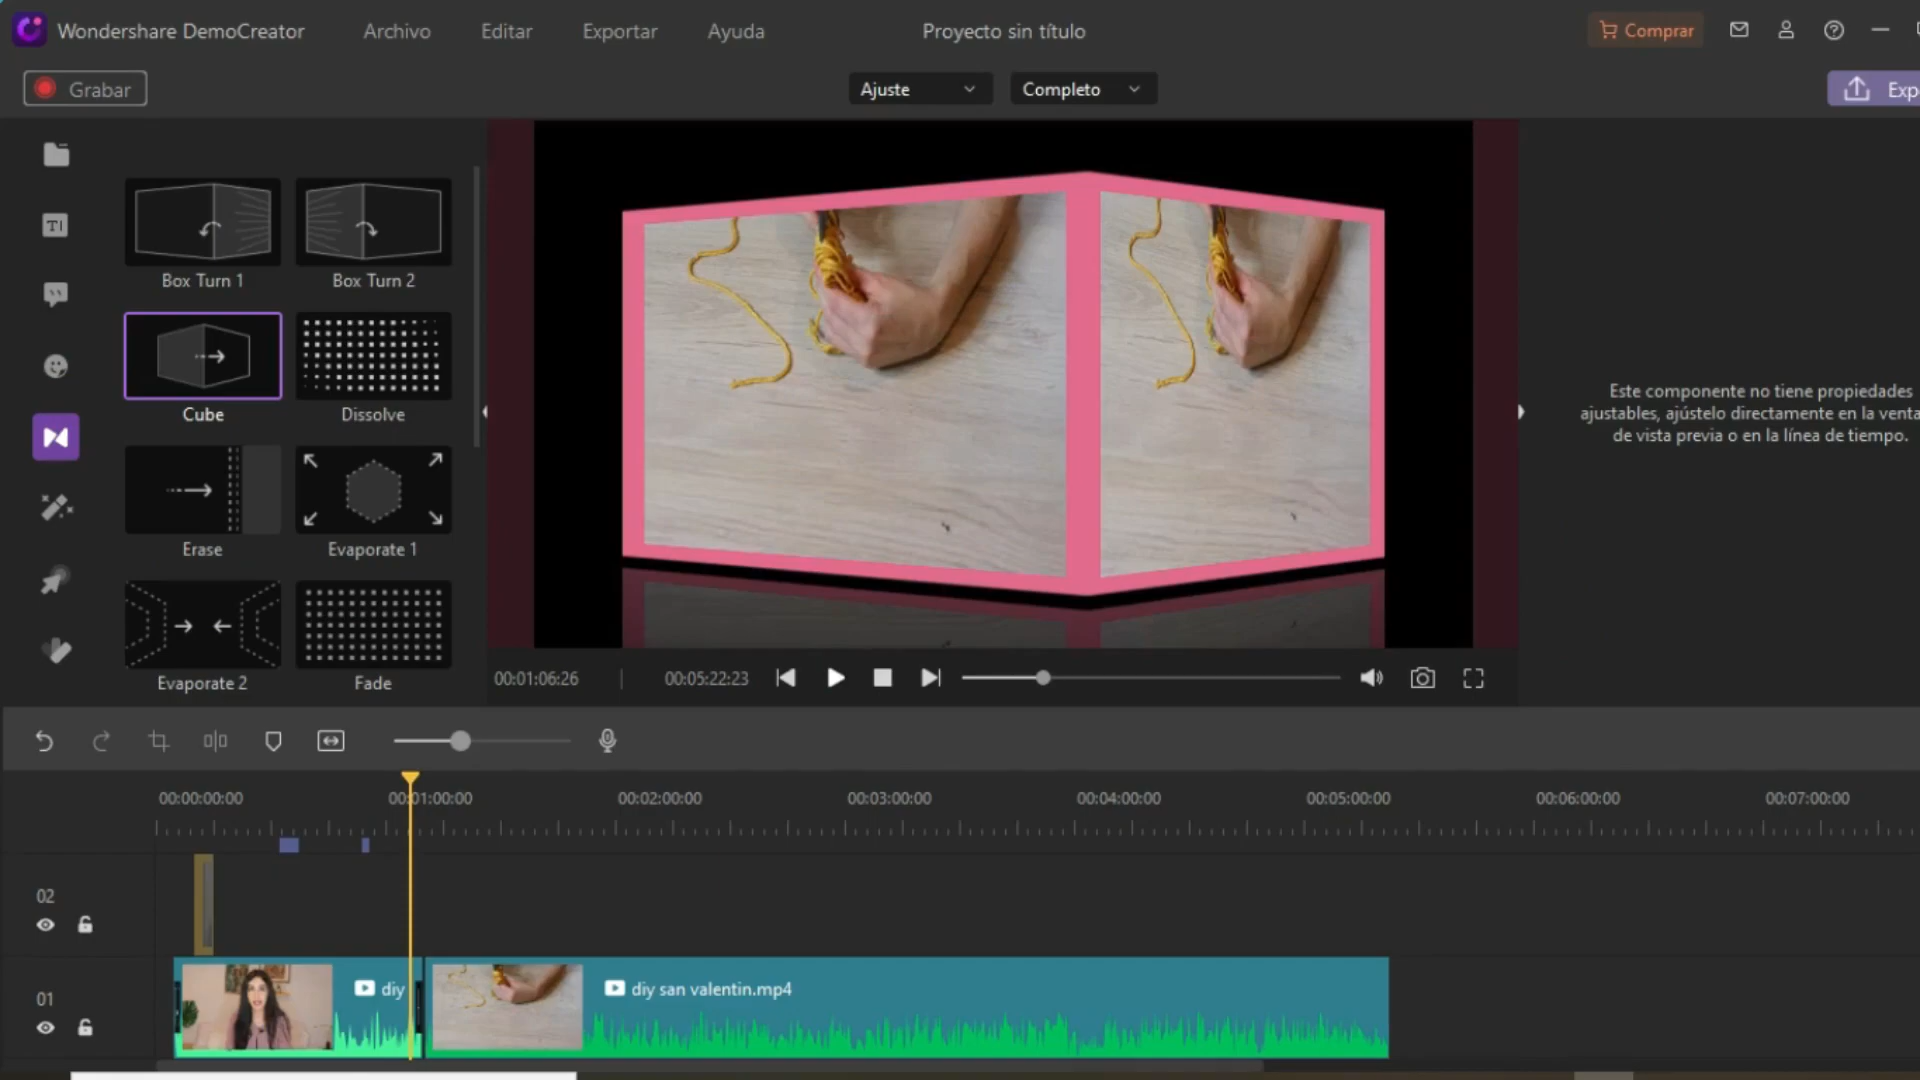 Wondershare DemoCreator
Archivo
Editar
Exportar
Ayuda
Proyecto sin título
Comprar
Grabar
Ajuste
Completo
Exp
TI
Box Turn 1
Box Turn 2
Cube
Dissolve
Erase
Evaporate 1
Evaporate 2
Fade
Este componente no tiene propiedades
ajustables, ajústelo directamente en la venta
de vista previa o en la línea de tiempo.
00:01:06:26
00:05:22:23
00:00:00:00
00:01:00:00
00:02:00:00
00:03:00:00
00:04:00:00
00:05:00:00
00:06:00:00
00:07:00:00
02
01
diy
diy san valentin.mp4